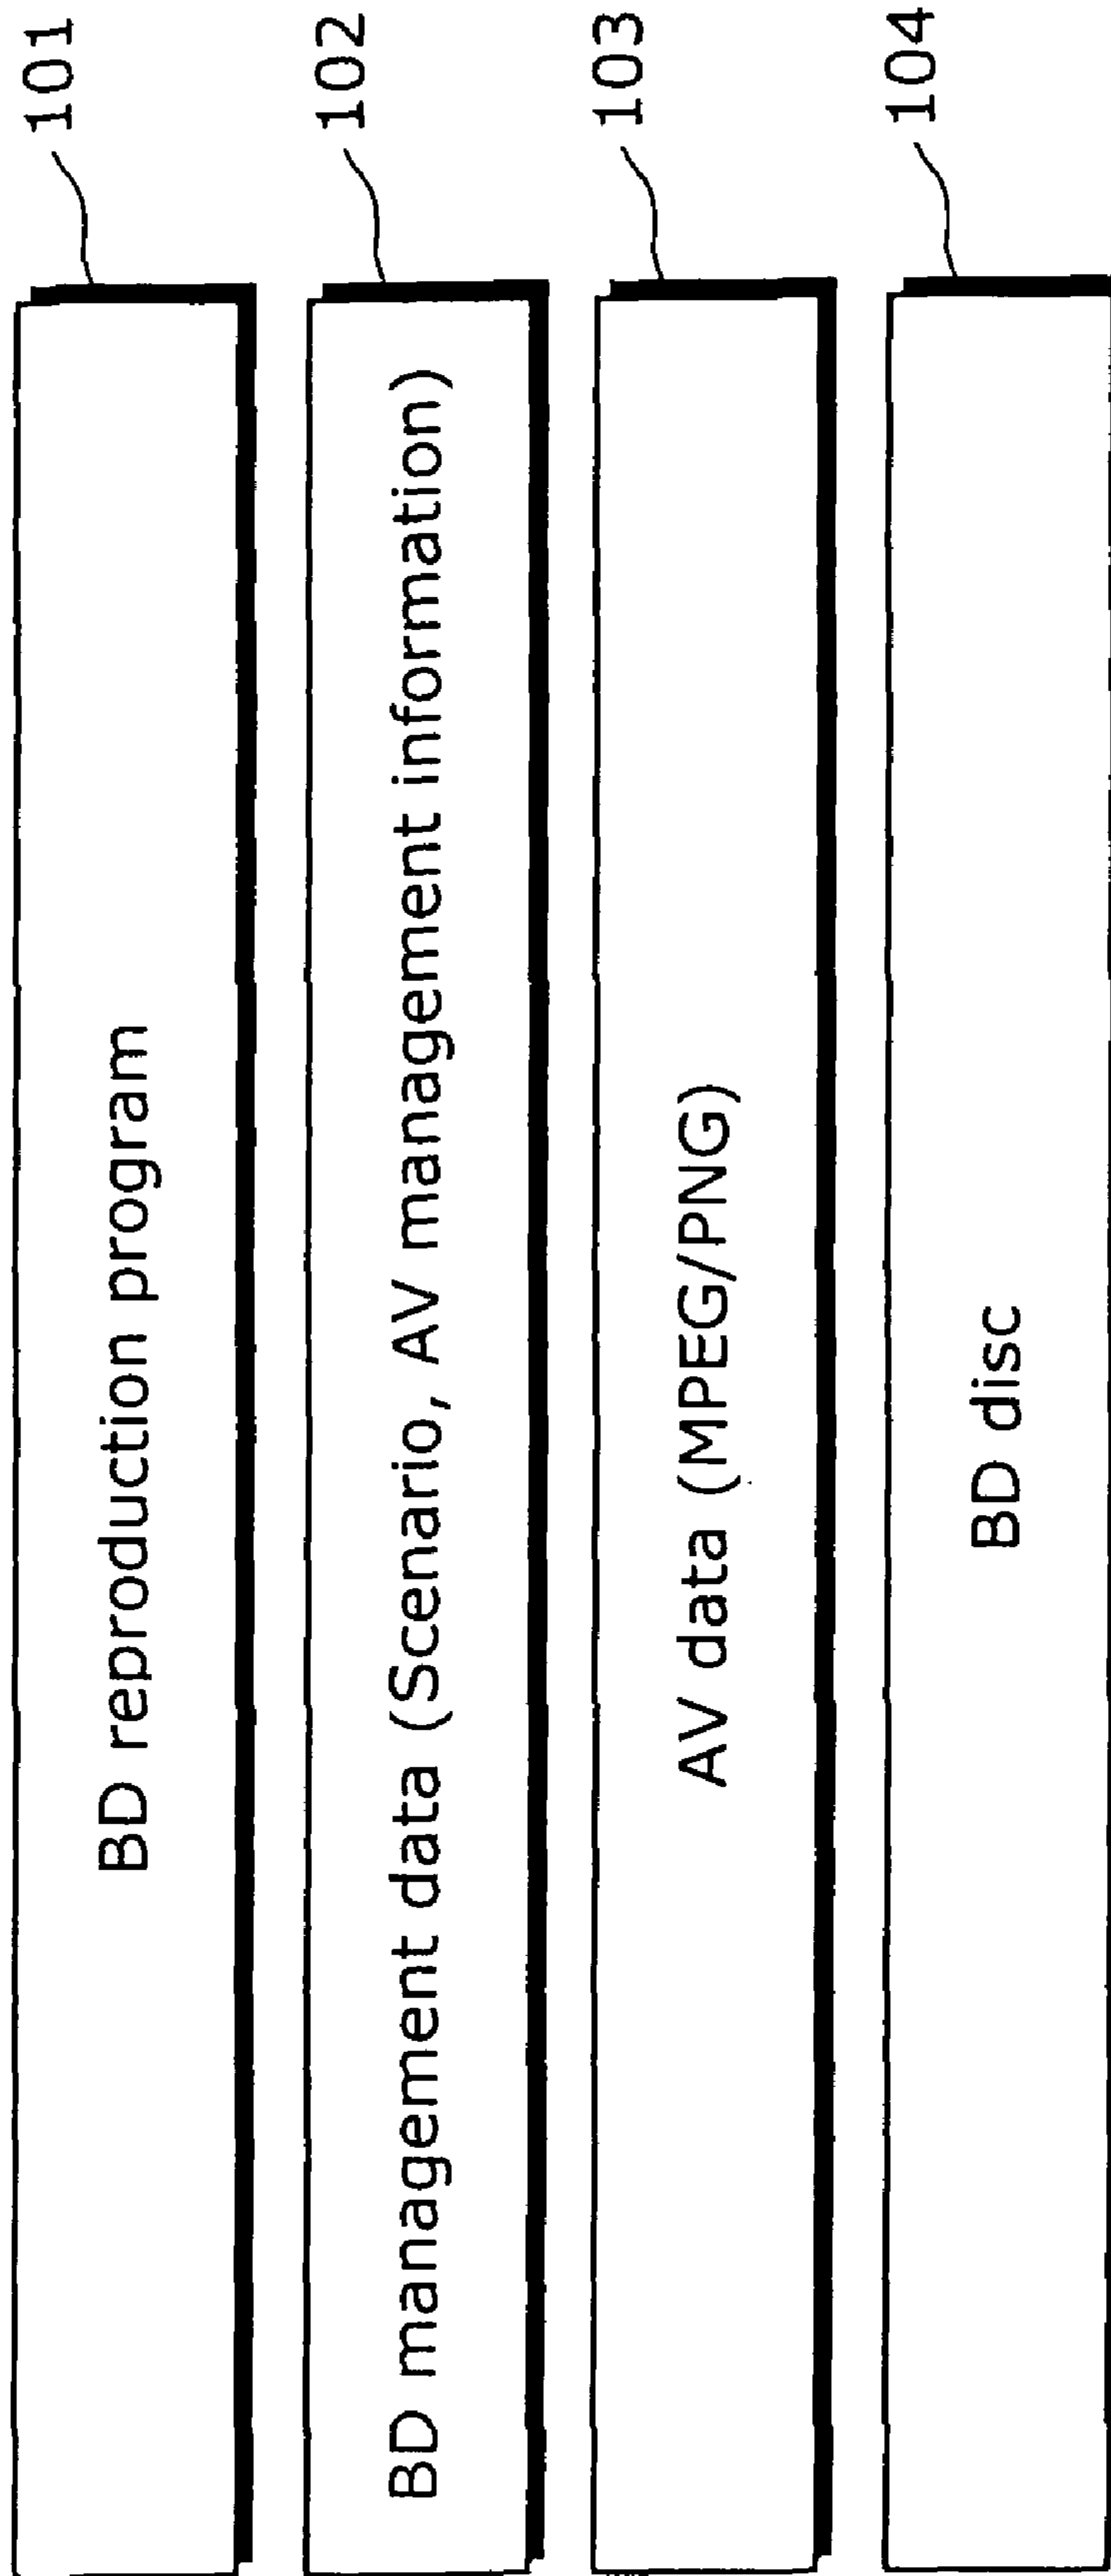 BD reproduction program
101
BD management data (Scenario, AV management information)
102
AV data (MPEG/PNG)
103
BD disc
104